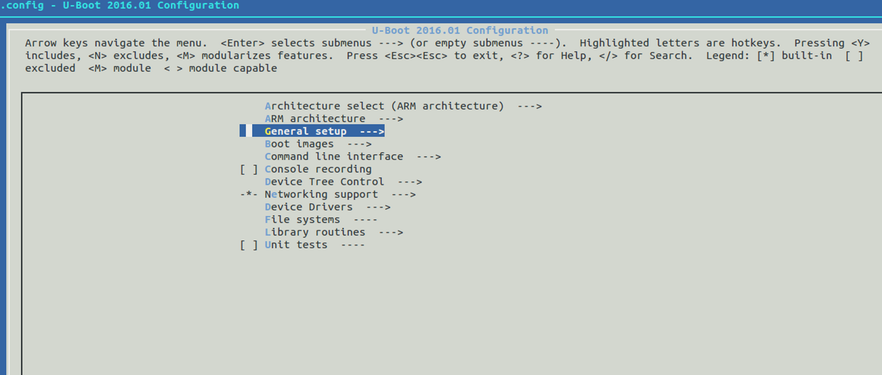 .config - U-Boot 2016.01 Configuration
U-Boot 2016.01 Configuration
Arrow keys navigate the menu.  <Enter> selects submenus ---> (or empty submenus ----).  Highlighted letters are hotkeys.  Pressing <Y>
includes, <N> excludes, <M> modularizes features.  Press <Esc><Esc> to exit, <?> for Help, </> for Search.  Legend: [*] built-in  [ ]
excluded  <M> module  < > module capable
Architecture select (ARM architecture)  --->
ARM architecture  --->
General setup  --->
Boot images  --->
Command line interface  --->
[ ] Console recording
Device Tree Control  --->
-*- Networking support  --->
Device Drivers  --->
File systems  ----
Library routines  --->
[ ] Unit tests  ----